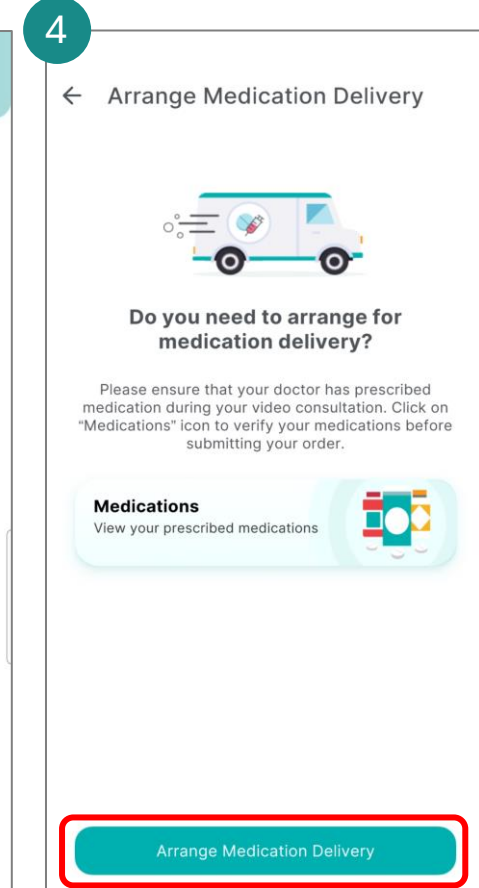 4
Arrange Medication Delivery
Do you need to arrange for
medication delivery?
Please ensure that your doctor has prescribed
medication during your video consultation. Click on
“Medications” icon to verify your medications before
submitting your order.
Medications
View your prescribed medications
Arrange Medication Delivery